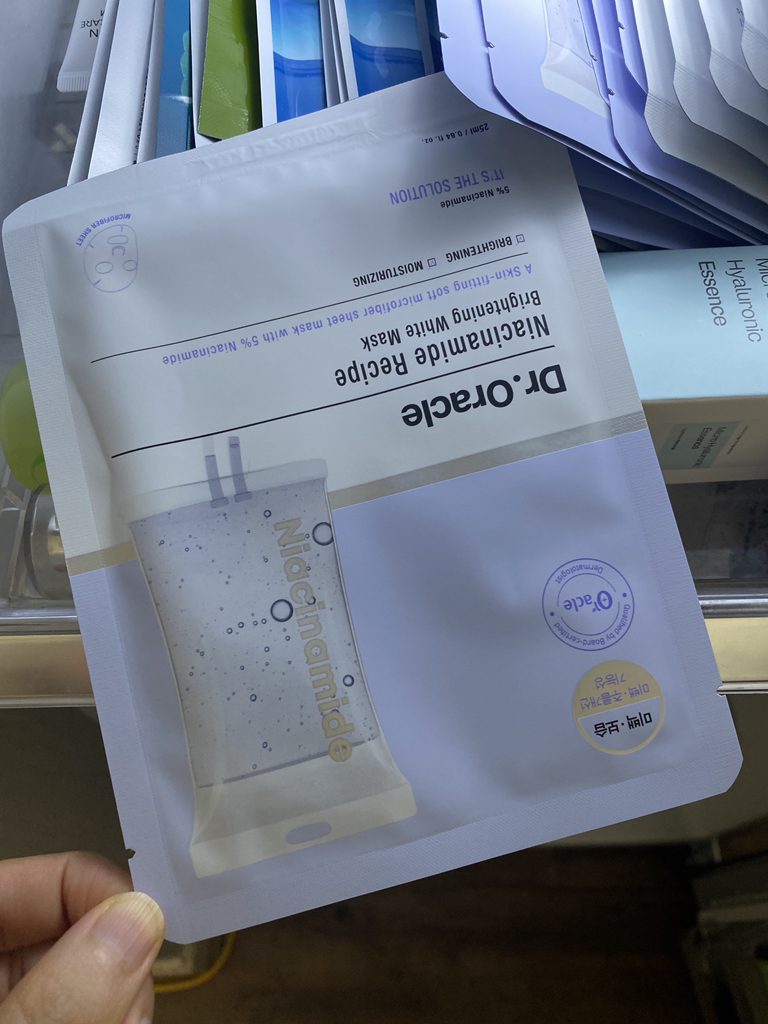 미백·보습
미백·주름개선
기능성
Qualified by Board-certified
Oracle
Dermatologist
Niacinamide
Dr.Oracle
Niacinamide Recipe
Brightening White Mask
A Skin-fitting soft microfiber sheet mask with 5% Niacinamide
BRIGHTENING
MOISTURIZING
5% Niacinamide
IT'S THE SOLUTION
MICROFIBER SHEET
25ml / 0.84 fl. oz.
Hyaluronic
Essence